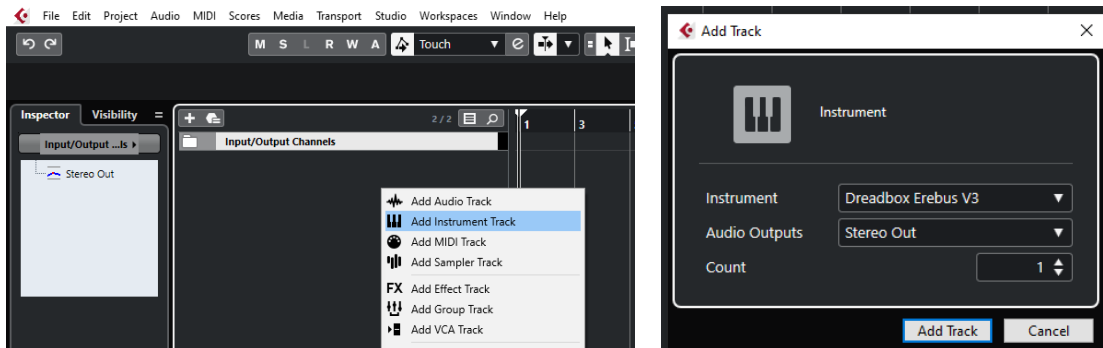 File Edit Project Audio MIDI Scores Media Transport Studio Workspaces Window Help
M S L R W A Touch
Inspector Visibility
2 / 2
1 3
Input/Output ...ls
Input/Output Channels
Stereo Out
Add Audio Track
Add Instrument Track
Add MIDI Track
Add Sampler Track
FX Add Effect Track
Add Group Track
Add VCA Track
Add Track
Instrument
Instrument Dreadbox Erebus V3
Audio Outputs Stereo Out
Count 1
Add Track Cancel